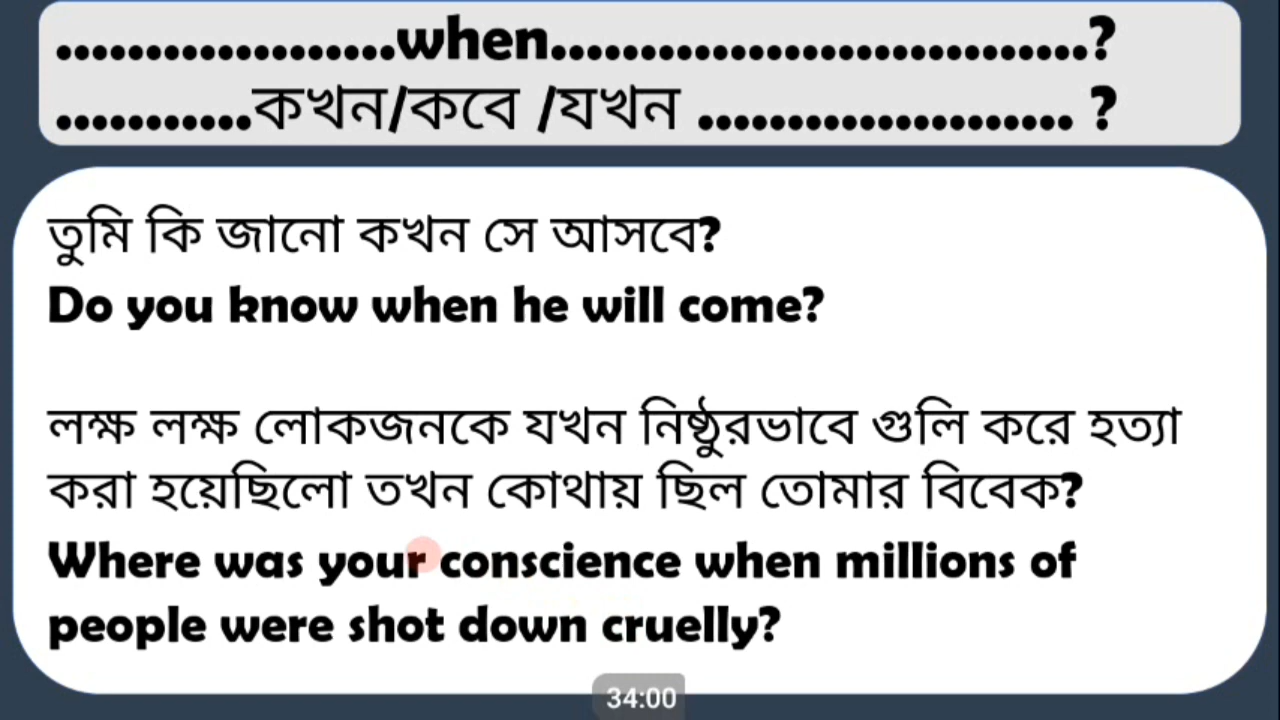 ..................when..............................?
...........কখন/কবে /যখন ..................... ?
তুমি কি জানো কখন সে আসবে?
Do you know when he will come?
লক্ষ লক্ষ লোকজনকে যখন নিষ্ঠুরভাবে গুলি করে হত্যা
করা হয়েছিলো তখন কোথায় ছিল তোমার বিবেক?
Where was your conscience when millions of
people were shot down cruelly?
34:00